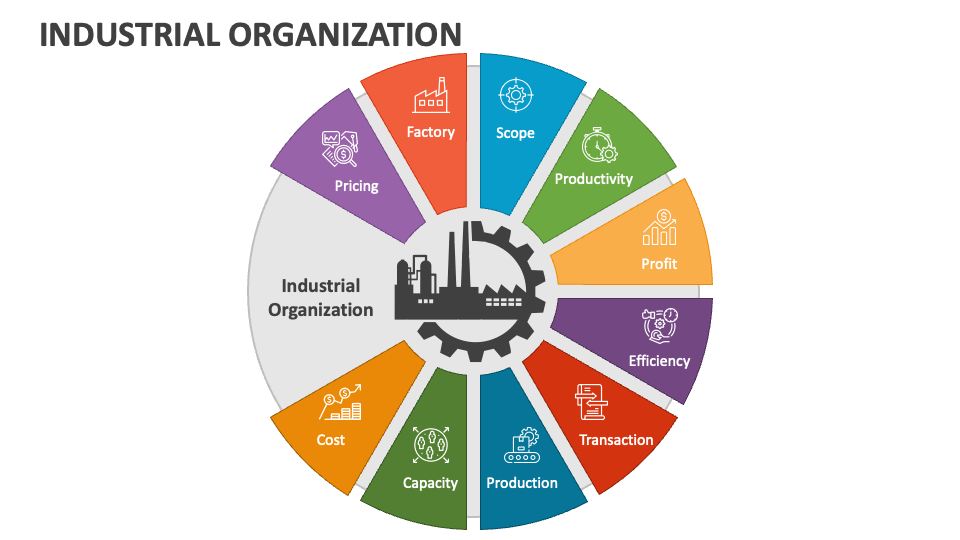 INDUSTRIAL ORGANIZATION
Factory
Scope
Pricing
Productivity
Profit
Industrial
Organization
Efficiency
Cost
Transaction
Capacity
Production